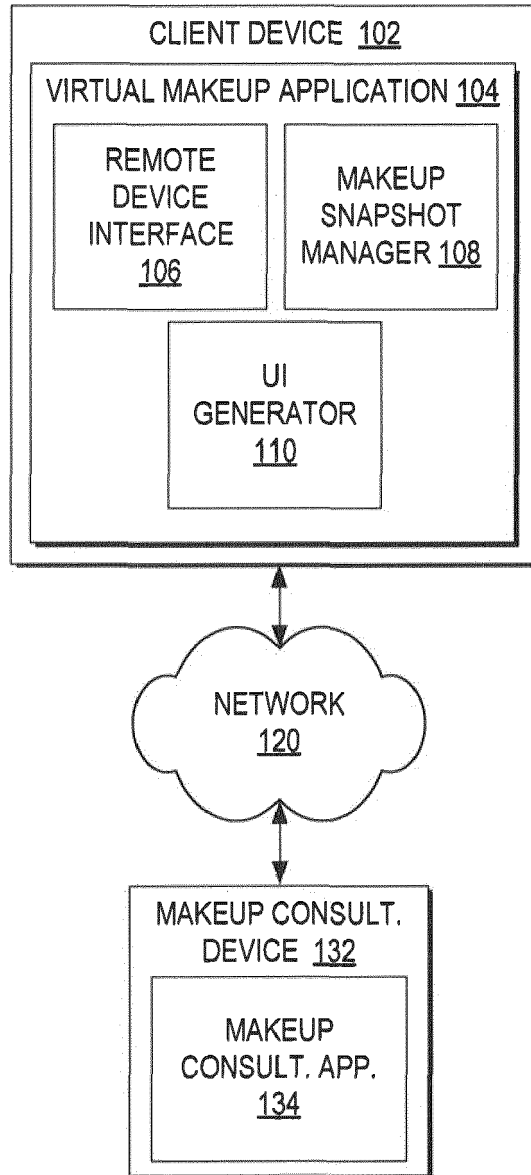 CLIENT DEVICE 102
VIRTUAL MAKEUP APPLICATION 104
REMOTE
DEVICE
INTERFACE
106
MAKEUP
SNAPSHOT
MANAGER 108
UI
GENERATOR
110
NETWORK
120
MAKEUP CONSULT.
DEVICE 132
MAKEUP
CONSULT. APP.
134